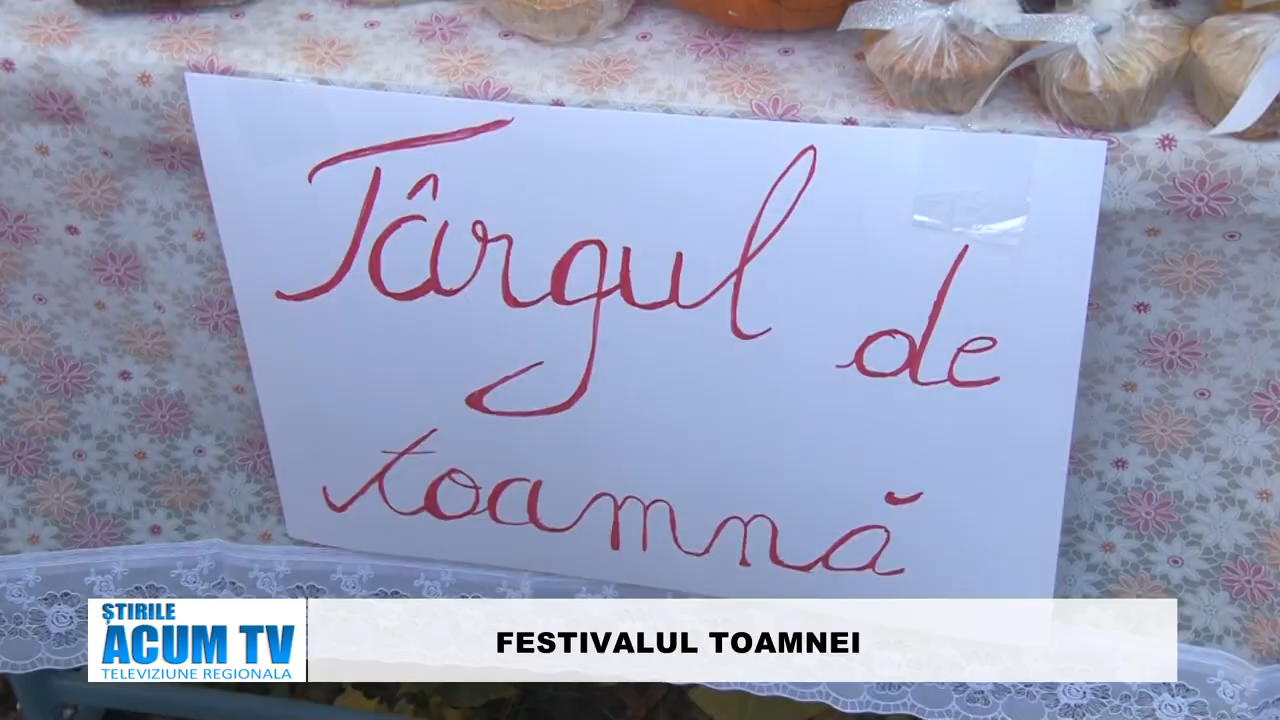 Târgul de
toamnă
ȘTIRILE
ACUM TV
TELEVIZIUNE REGIONALA
FESTIVALUL TOAMNEI